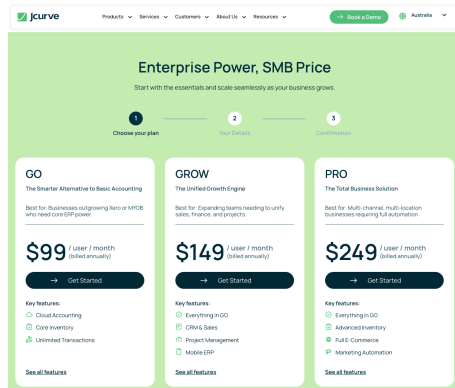 jcurve
Products Services Customers About Us Resources
→ Book a Demo
Australia
Enterprise Power, SMB Price
Start with the essentials and scale seamlessly as your business grows.
1
Choose your plan
2
Your Details
3
Confirmation
GO
The Smarter Alternative to Basic Accounting
Best for: Businesses outgrowing Xero or MYOB
who need core ERP power
$99 / user / month
(billed annually)
→ Get Started
Key features:
Cloud Accounting
Core Inventory
Unlimited Transactions
See all features
GROW
The Unified Growth Engine
Best for: Expanding teams needing to unify
sales, finance, and projects.
$149 / user / month
(billed annually)
→ Get Started
Key features:
Everything in GO
CRM & Sales
Project Management
Mobile ERP
See all features
PRO
The Total Business Solution
Best for: Multi-channel, multi-location
businesses requiring full automation
$249 / user / month
(billed annually)
→ Get Started
Key features:
Everything in GO
Advanced Inventory
Full E-Commerce
Marketing Automation
See all features